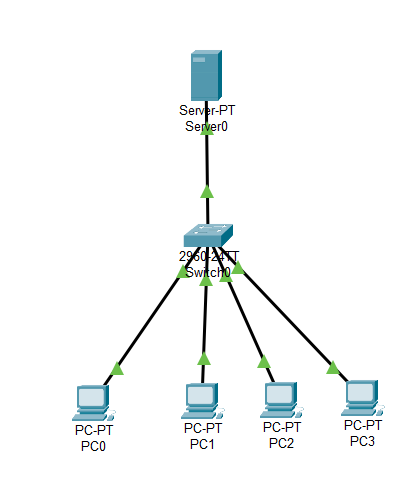 Server-PT
Server0
2960-24TT
Switch0
PC-PT
PC0
PC-PT
PC1
PC-PT
PC2
PC-PT
PC3